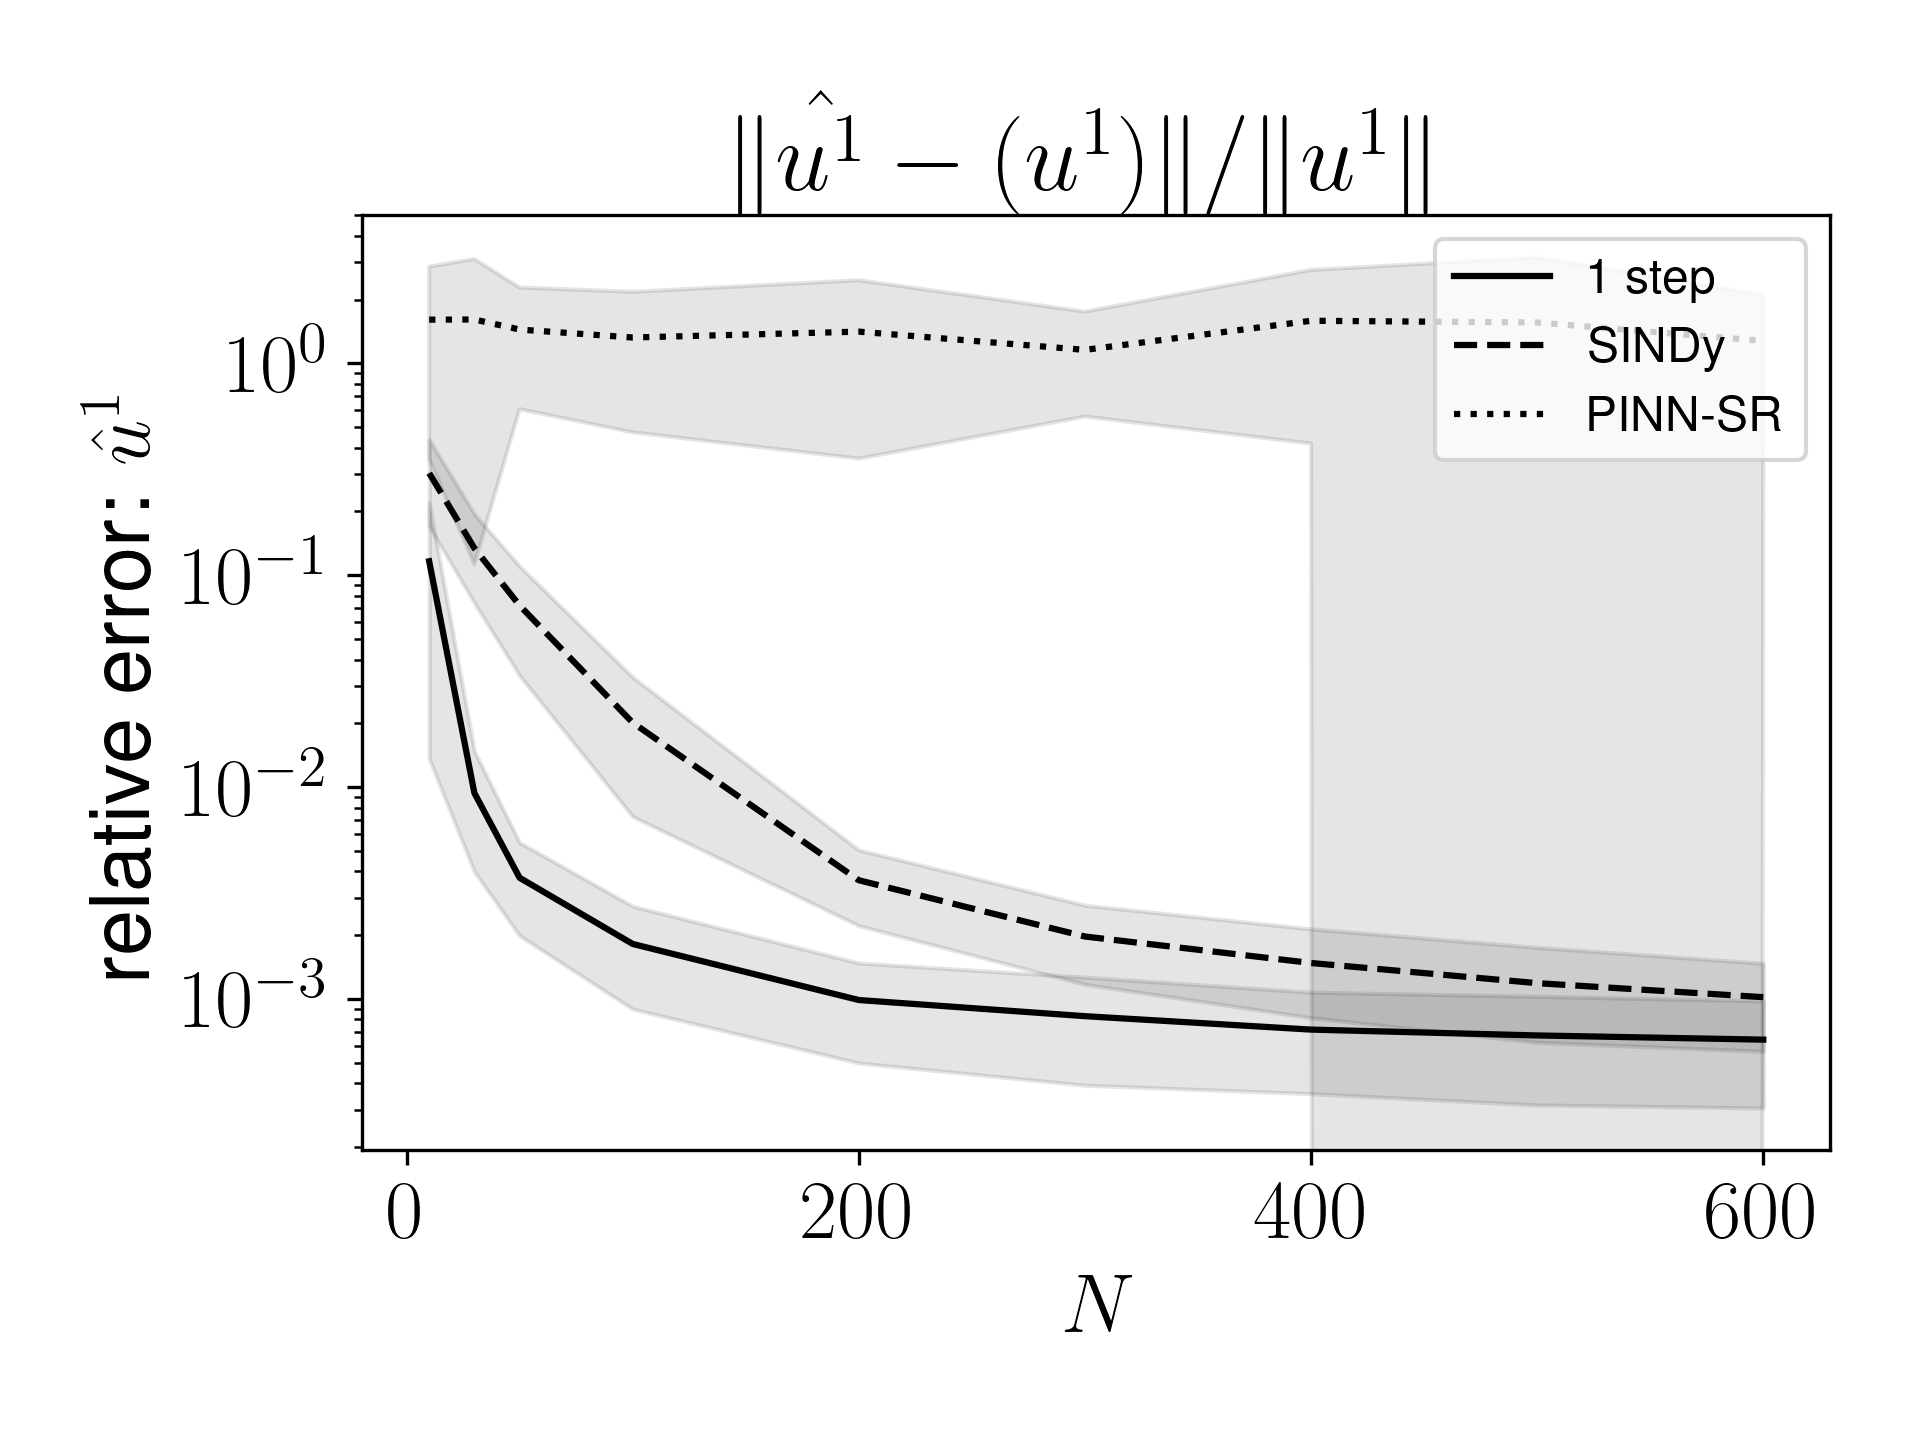 ‖û¹ − (u¹)‖/‖u¹‖
1 step
SINDy
PINN-SR
relative error: û¹
10⁰
10⁻¹
10⁻²
10⁻³
0 200 400 600
N